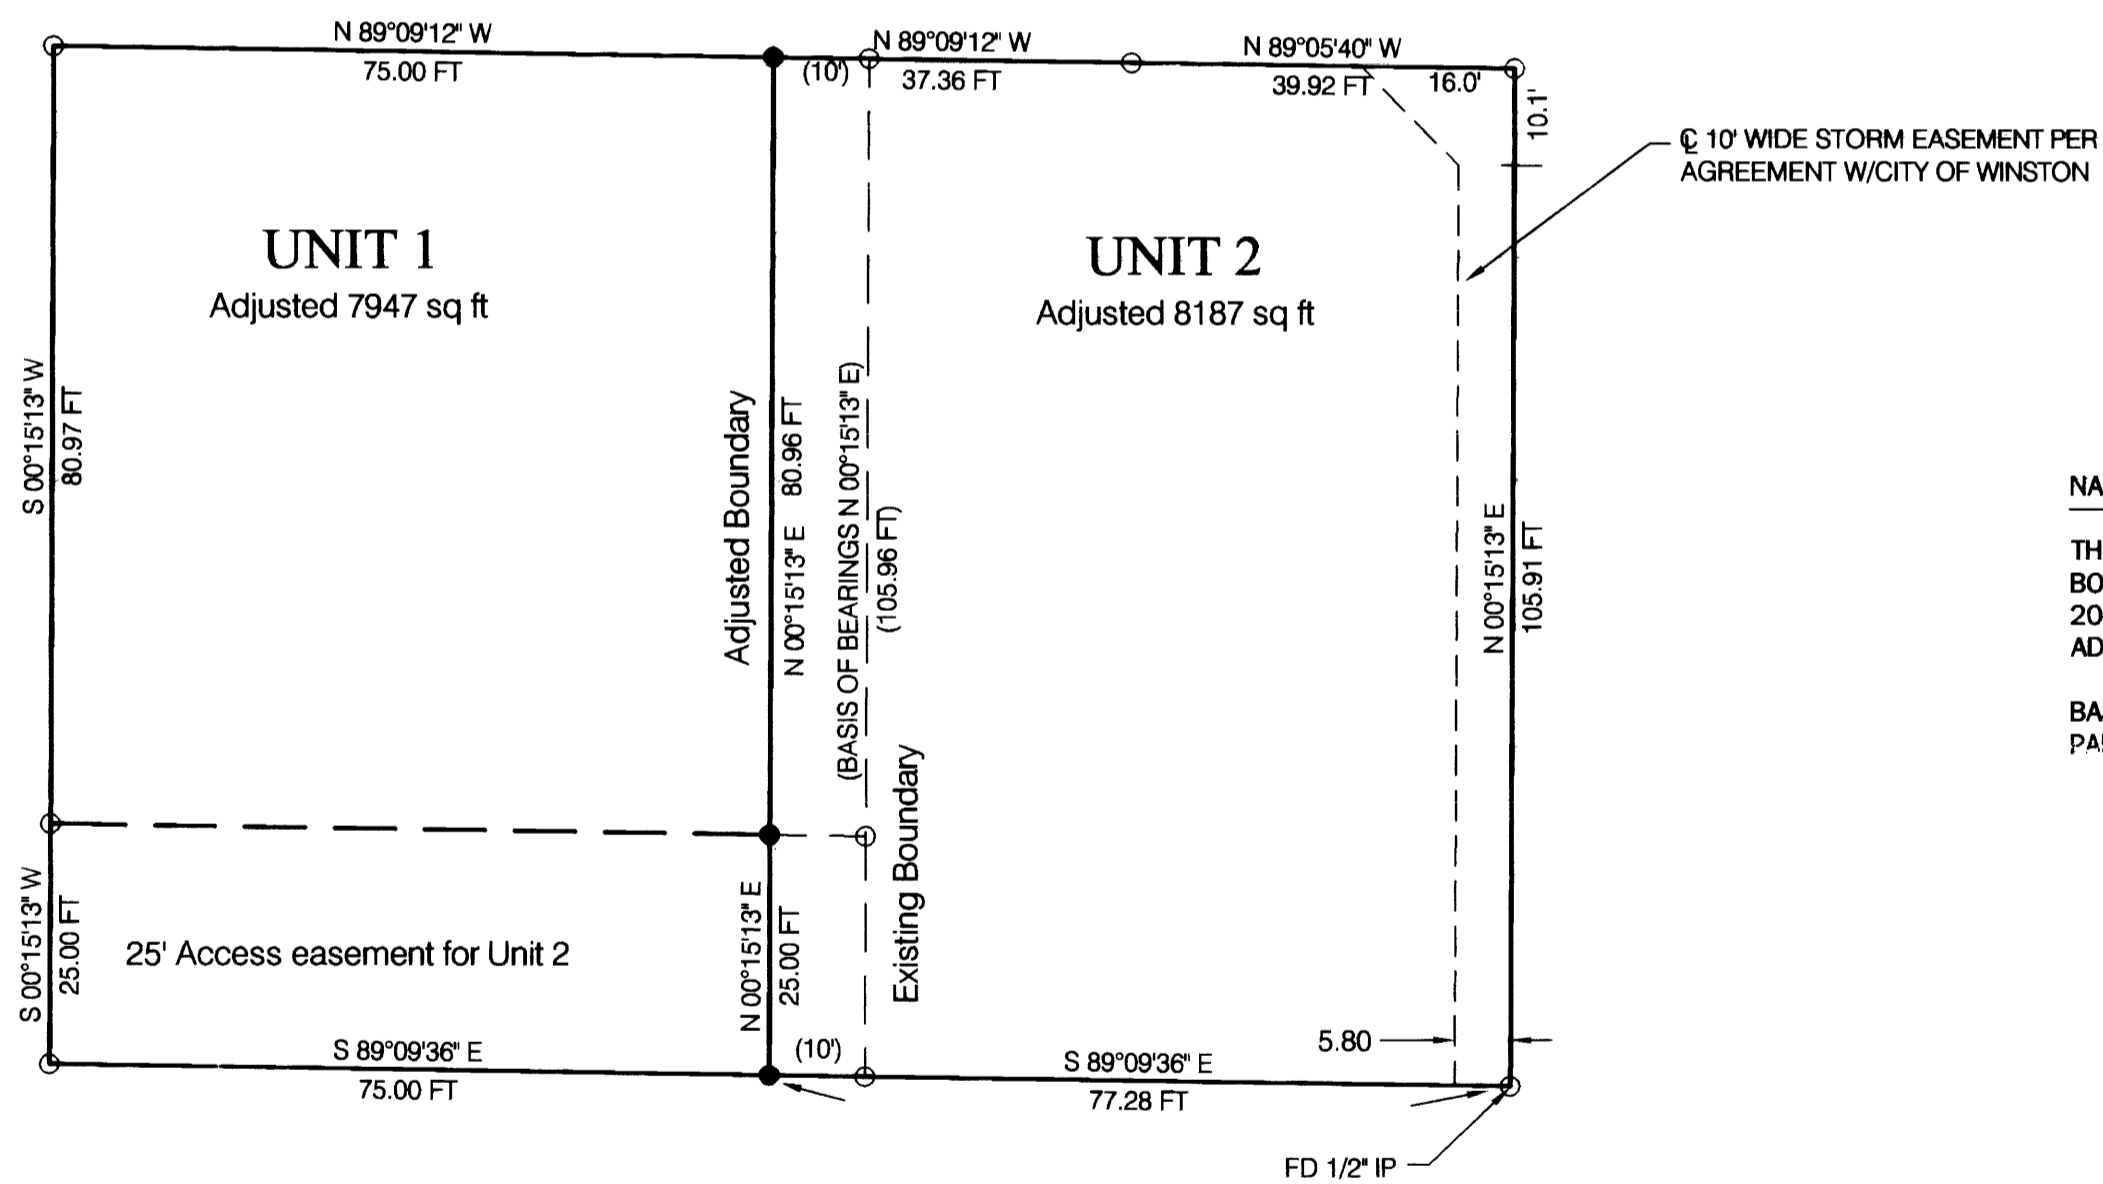 N 89°09'12" W
75.00 FT
(10')
N 89°09'12" W
37.36 FT
N 89°05'40" W
39.92 FT
16.0'
10.1'
℄ 10' WIDE STORM EASEMENT PER
AGREEMENT W/CITY OF WINSTON
UNIT 1
Adjusted 7947 sq ft
UNIT 2
Adjusted 8187 sq ft
S 00°15'13" W
80.97 FT
Adjusted Boundary
N 00°15'13" E 80.96 FT
(BASIS OF BEARINGS N 00°15'13" E)
(105.96 FT)
N 00°15'13" E
105.91 FT
NA
TH
BO
20
AD
BA
PA
Existing Boundary
S 00°15'13" W
25.00 FT
25' Access easement for Unit 2
N 00°15'13" E
25.00 FT
S 89°09'36" E
75.00 FT
(10')
S 89°09'36" E
77.28 FT
5.80
FD 1/2" IP